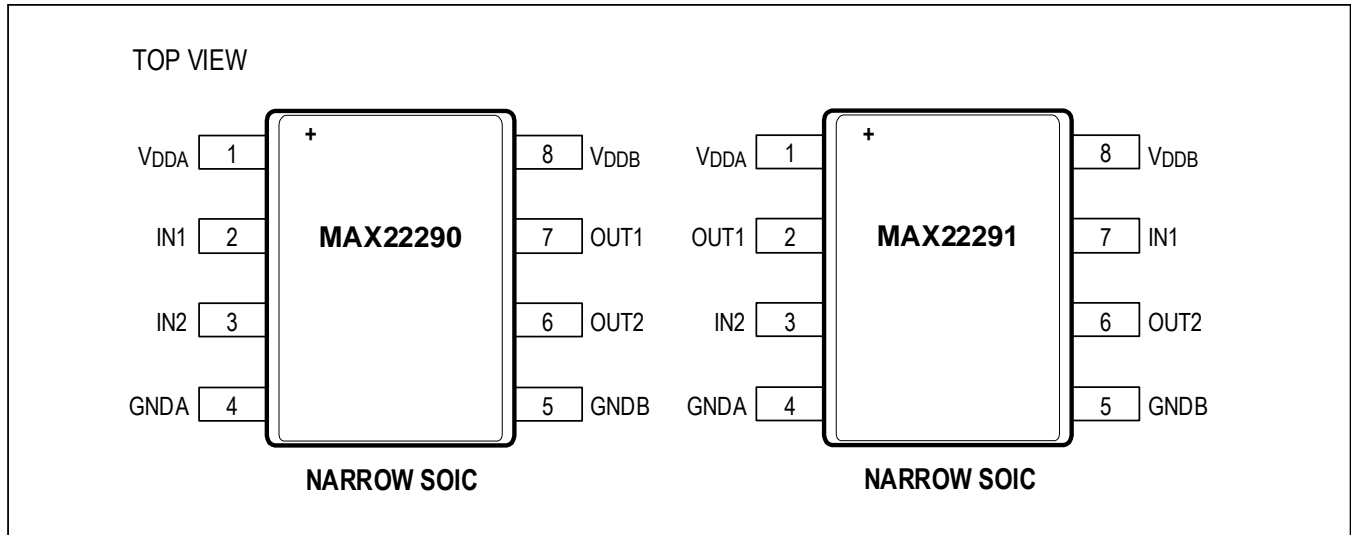 TOP VIEW
+
VDDA 1 8 VDDB
IN1 2 MAX22290 7 OUT1
IN2 3 6 OUT2
GNDA 4 5 GNDB
NARROW SOIC
+
VDDA 1 8 VDDB
OUT1 2 MAX22291 7 IN1
IN2 3 6 OUT2
GNDA 4 5 GNDB
NARROW SOIC